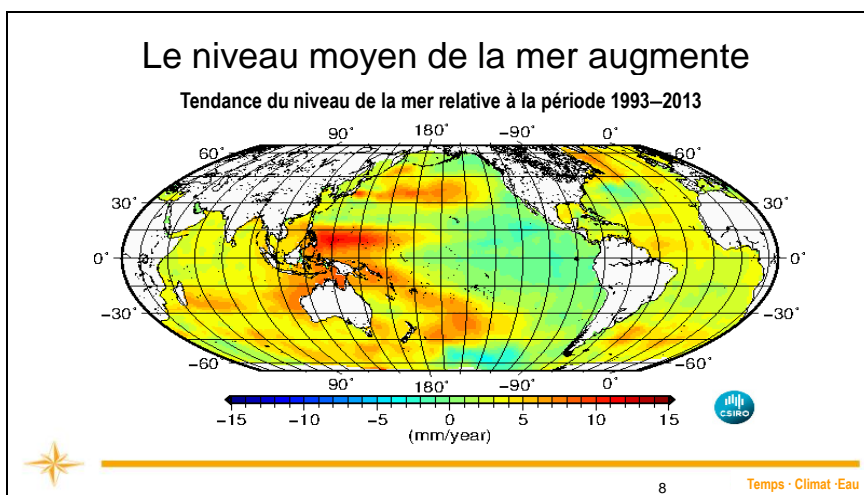 Le niveau moyen de la mer augmente
Tendance du niveau de la mer relative à la période 1993–2013
90° 180° -90° 0°
60° 60°
30° 30°
0° 0°
-30° -30°
-60° -60°
90° 180° -90° 0°
-15 -10 -5 0 5 10 15
(mm/year)
CSIRO
8
Temps · Climat ·Eau